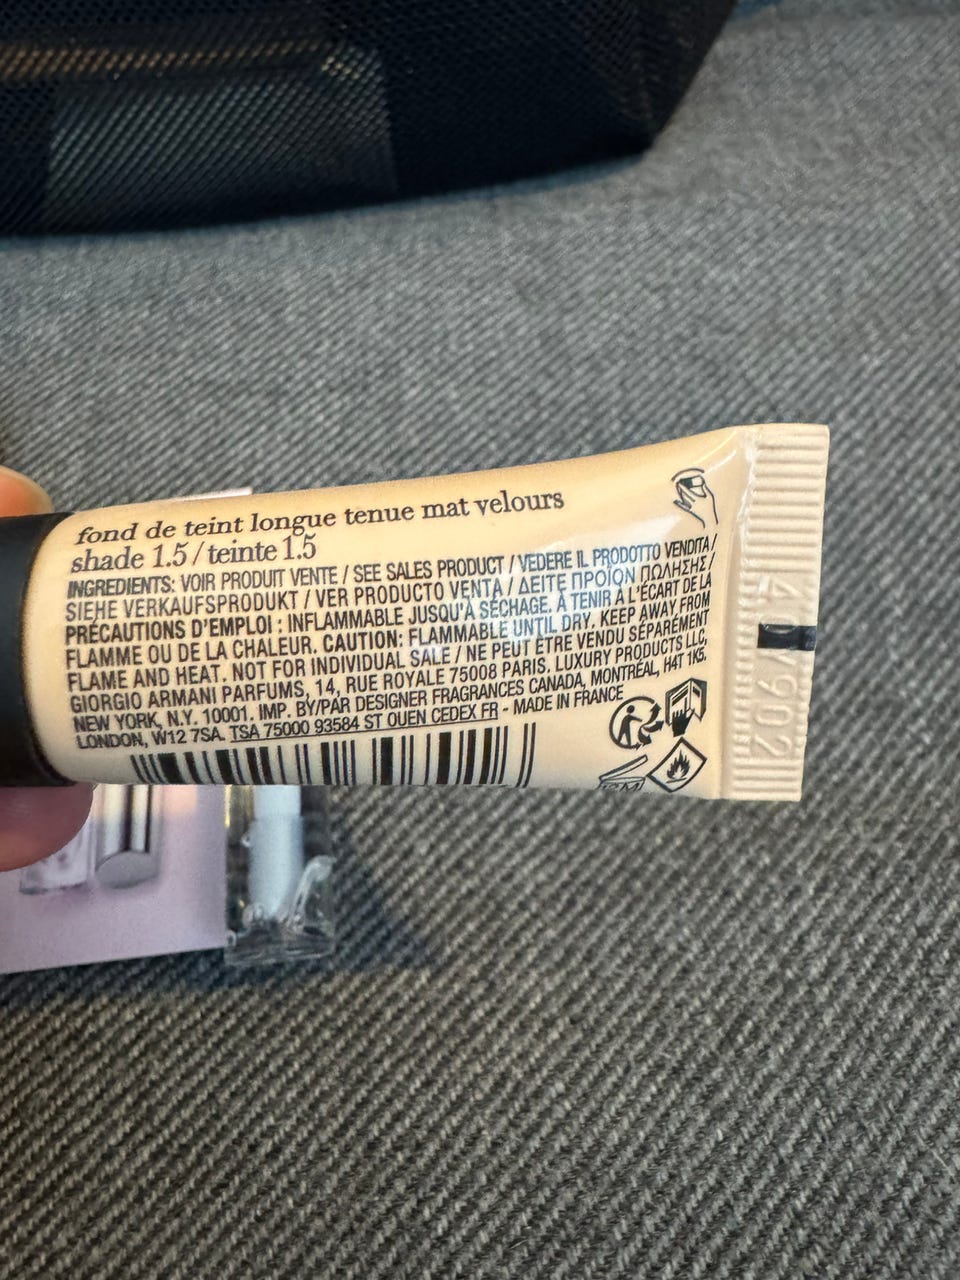 fond de teint longue tenue mat velours
shade 1.5 / teinte 1.5
INGREDIENTS: VOIR PRODUIT VENTE / SEE SALES PRODUCT / VEDERE IL PRODOTTO VENDITA /
SIEHE VERKAUFSPRODUKT / VER PRODUCTO VENTA / ΔΕΙΤΕ ΠΡΟΪΟΝ ΠΩΛΗΣΗΣ /
PRÉCAUTIONS D'EMPLOI : INFLAMMABLE JUSQU'À SÉCHAGE. À TENIR À L'ÉCART DE LA
FLAMME OU DE LA CHALEUR. CAUTION: FLAMMABLE UNTIL DRY. KEEP AWAY FROM
FLAME AND HEAT. NOT FOR INDIVIDUAL SALE / NE PEUT ÊTRE VENDU SÉPARÉMENT
GIORGIO ARMANI PARFUMS, 14, RUE ROYALE 75008 PARIS. LUXURY PRODUCTS LLC,
NEW YORK, N.Y. 10001. IMP. BY/PAR DESIGNER FRAGRANCES CANADA, MONTRÉAL, H4T 1K5.
LONDON, W12 7SA. TSA 75000 93584 ST OUEN CEDEX FR - MADE IN FRANCE